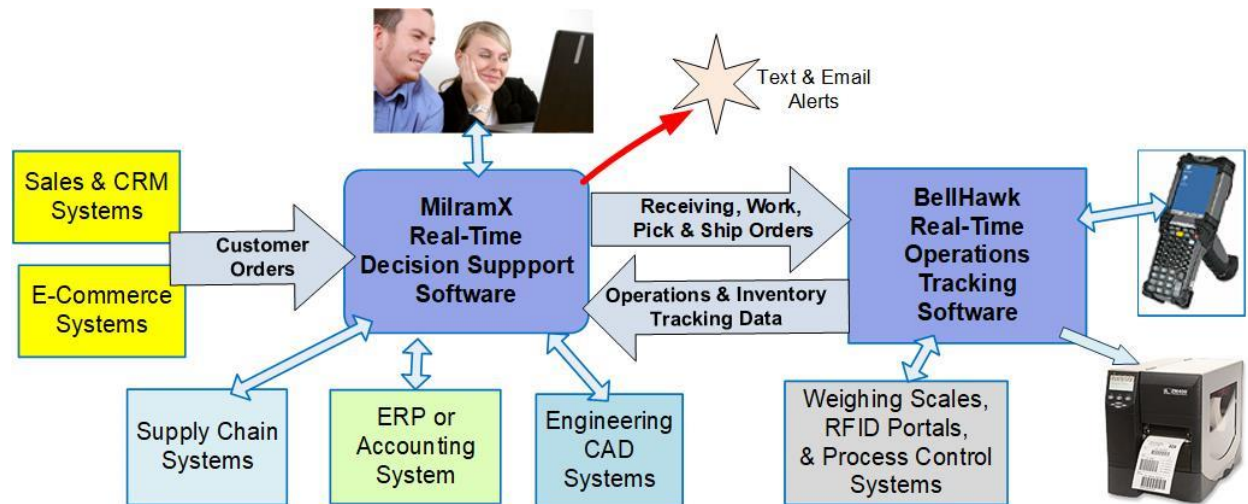 Text & Email
Alerts
Sales & CRM
Systems
E-Commerce
Systems
Customer
Orders
MilramX
Real-Time
Decision Suppport
Software
Receiving, Work,
Pick & Ship Orders
Operations & Inventory
Tracking Data
BellHawk
Real-Time
Operations
Tracking
Software
Supply Chain
Systems
ERP or
Accounting
System
Engineering
CAD
Systems
Weighing Scales,
RFID Portals,
& Process Control
Systems